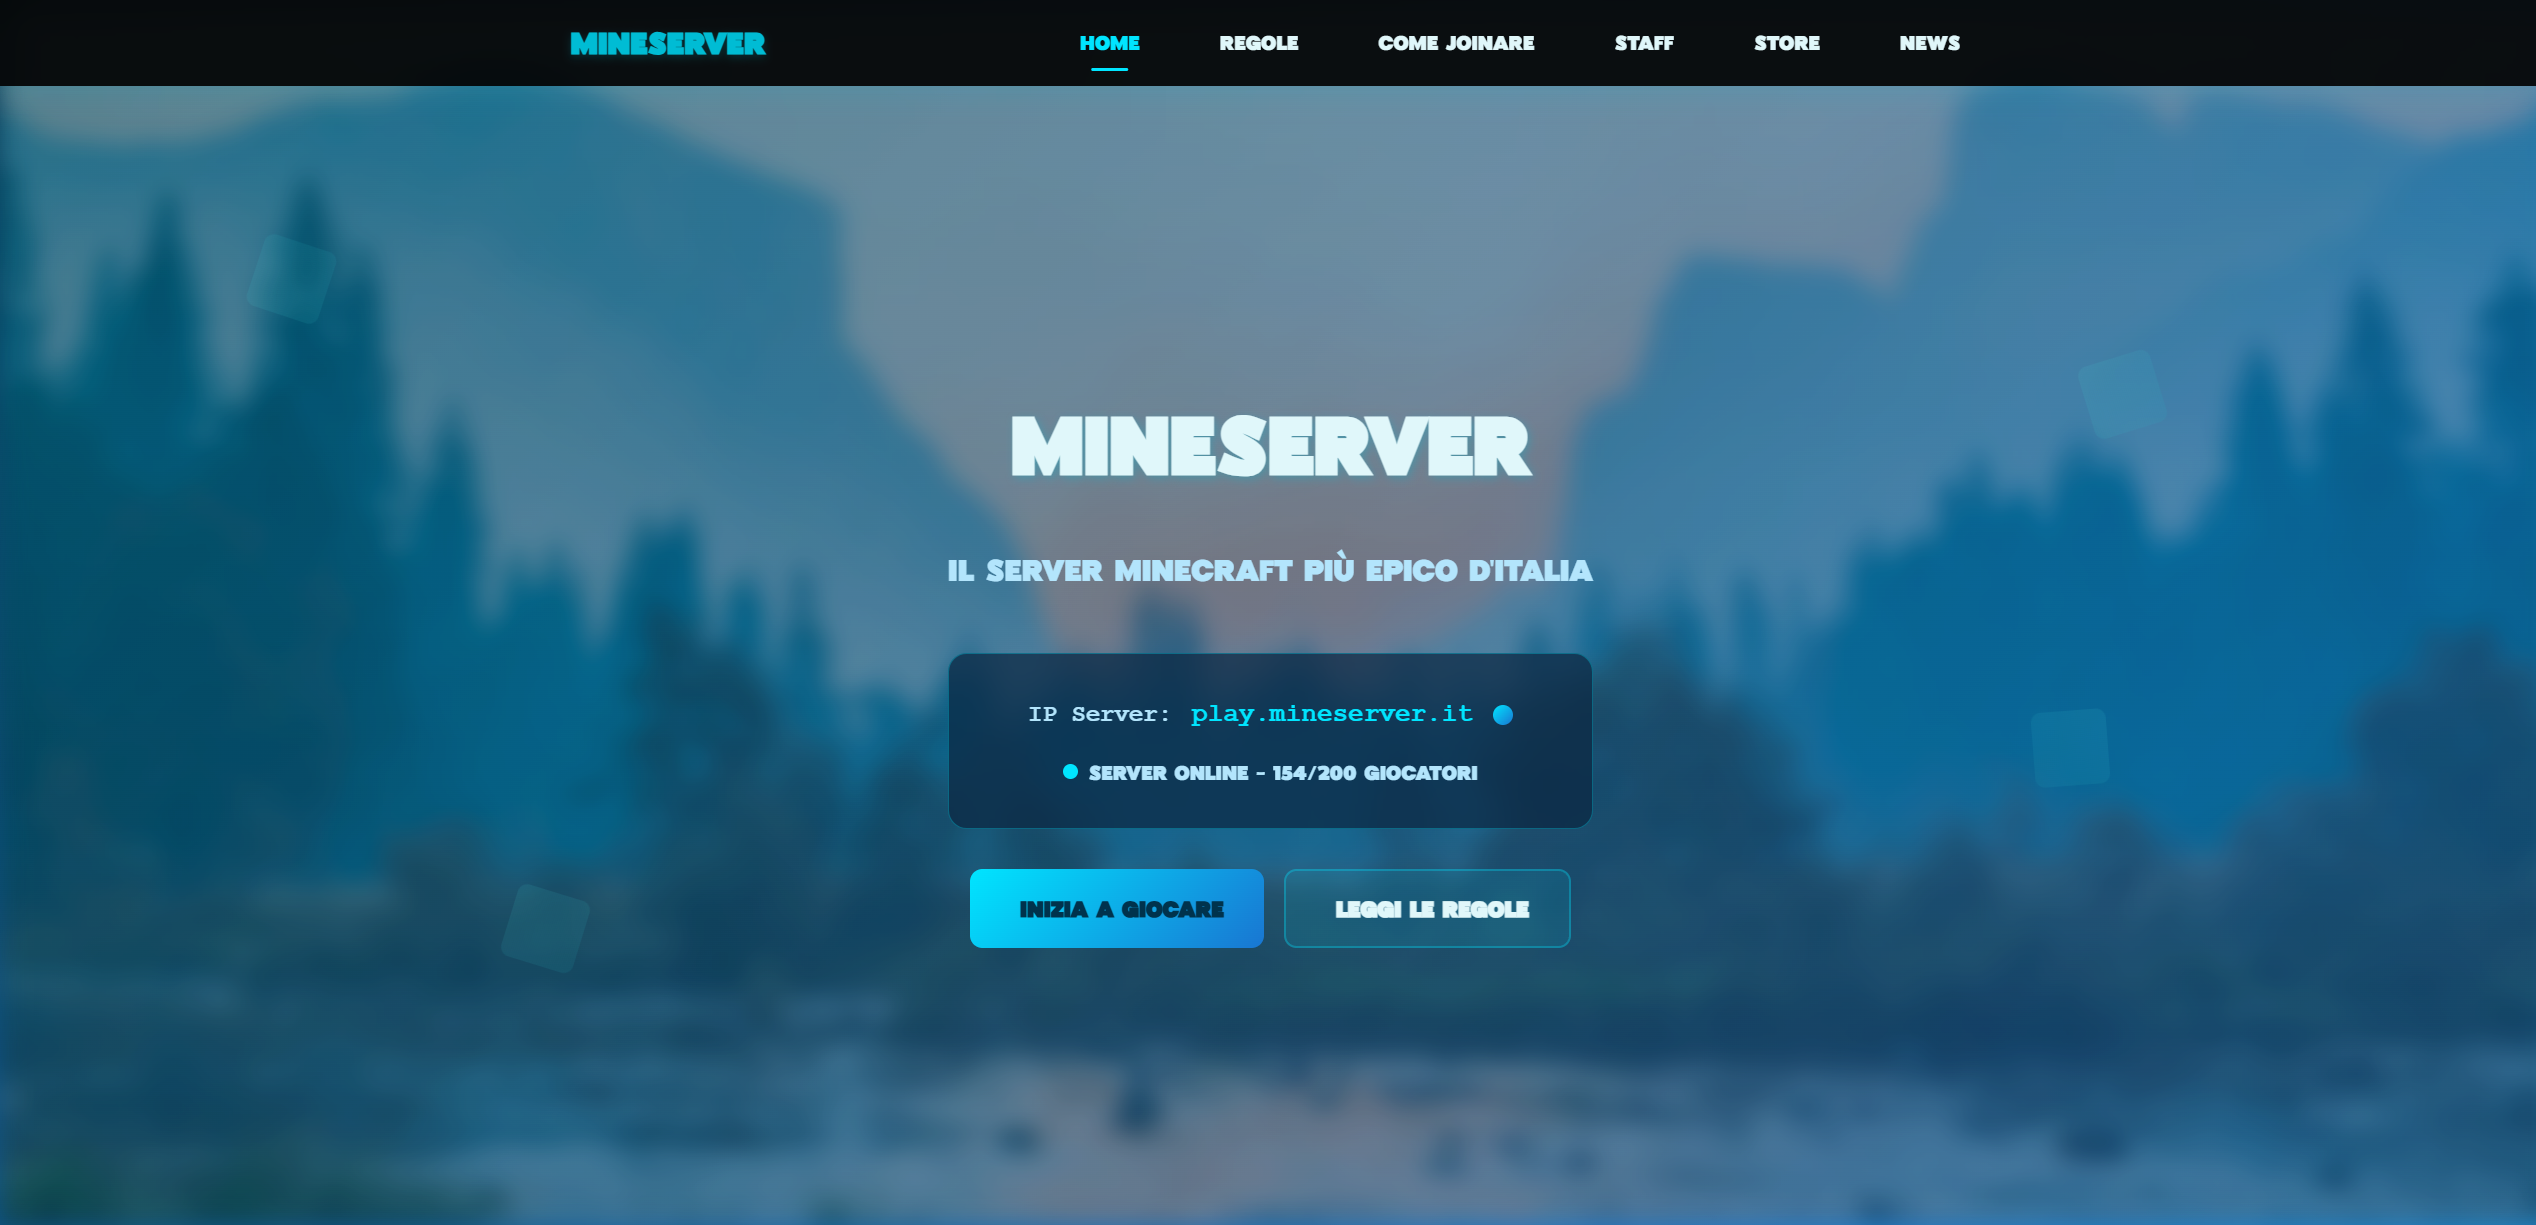 MINESERVER
HOME REGOLE COME JOINARE STAFF STORE NEWS
MINESERVER
IL SERVER MINECRAFT PIÙ EPICO D'ITALIA
IP Server: play.mineserver.it
SERVER ONLINE - 154/200 GIOCATORI
INIZIA A GIOCARE
LEGGI LE REGOLE